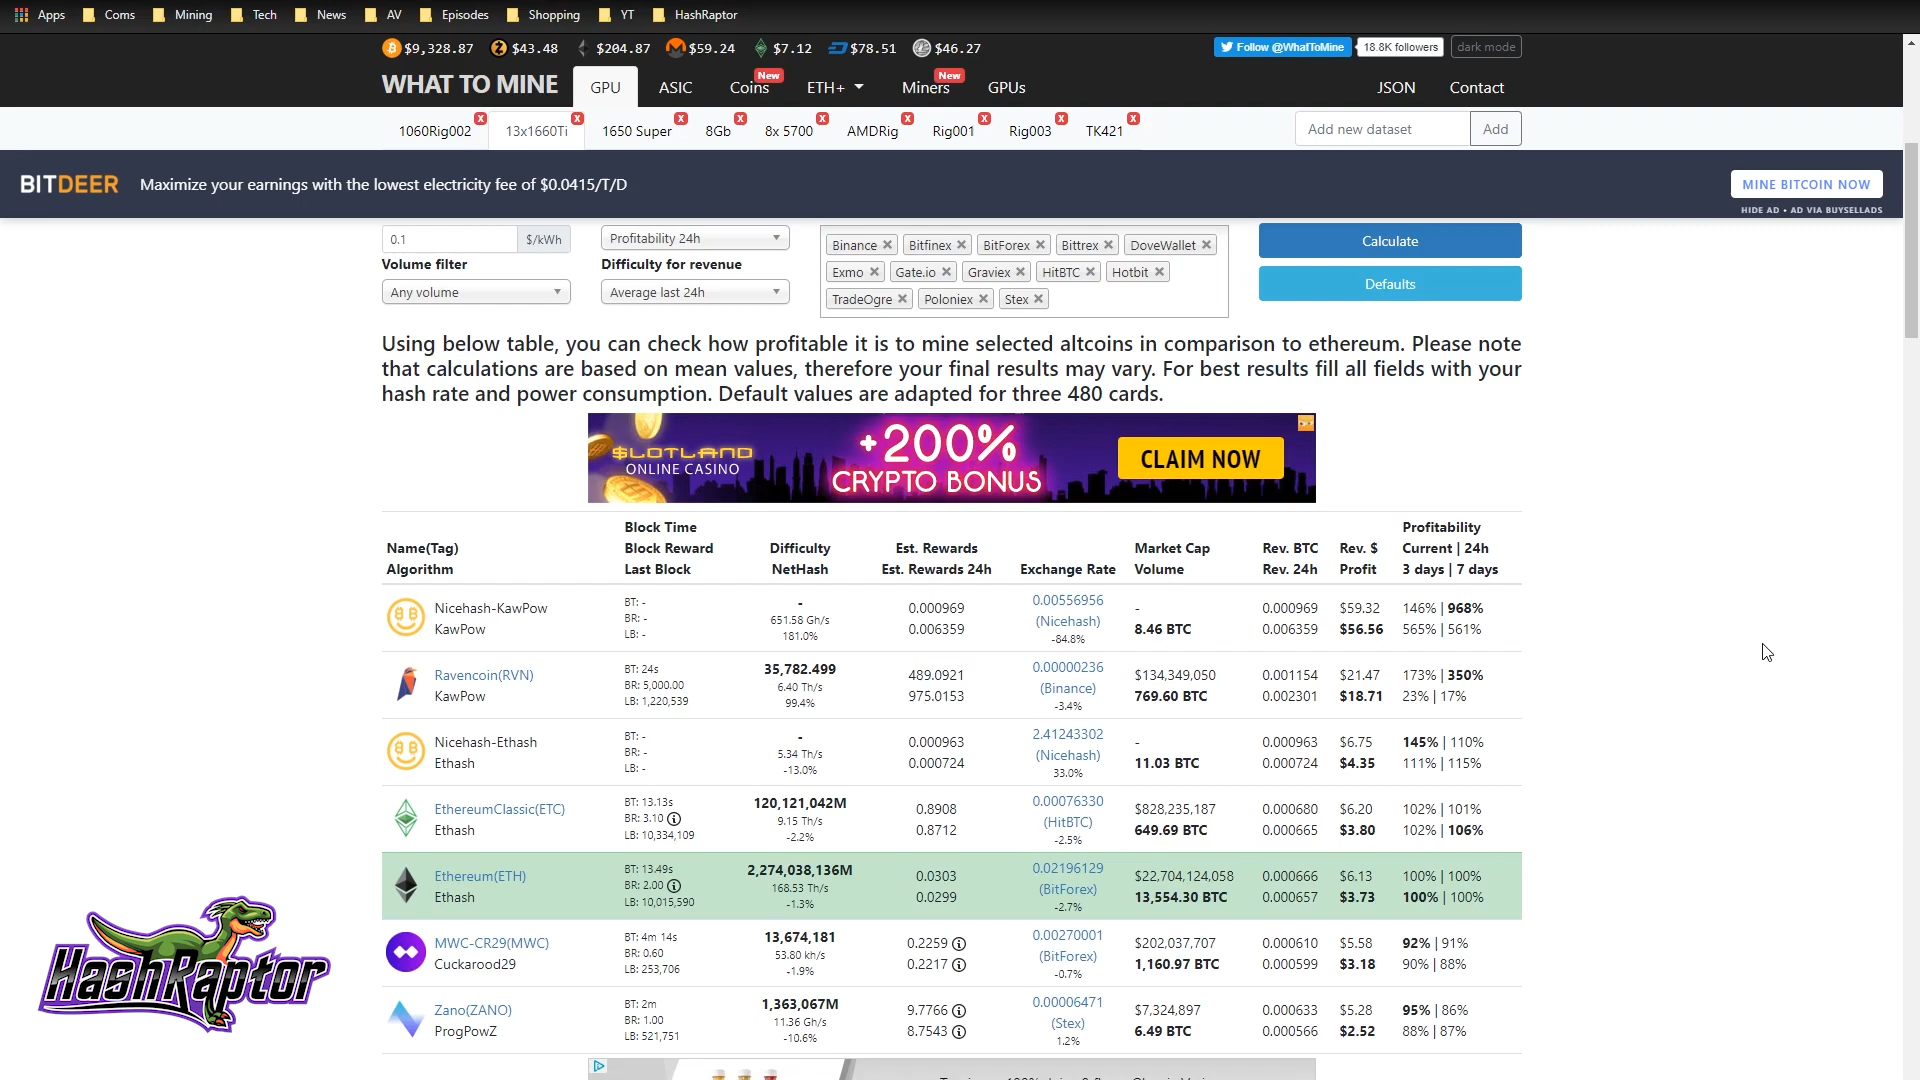 Apps Coms Mining Tech News AV Episodes Shopping YT HashRaptor
$9,328.87 $43.48 $204.87 $59.24 $7.12 $78.51 $46.27 Follow @WhatToMine 18.8K followers dark mode
WHAT TO MINE GPU ASIC Coins New ETH+ Miners New GPUs JSON Contact
1060Rig002 x 13x1660Ti x 1650 Super x 8Gb x 8x 5700 x AMDRig x Rig001 x Rig003 x TK421 x Add new dataset Add
BITDEER Maximize your earnings with the lowest electricity fee of $0.0415/T/D MINE BITCOIN NOW
HIDE AD • AD VIA BUYSELLADS
0.1 $/kWh Profitability 24h
Volume filter Difficulty for revenue
Any volume Average last 24h
Binance Bitfinex BitForex Bittrex DoveWallet
Exmo Gate.io Graviex HitBTC Hotbit
TradeOgre Poloniex Stex
Calculate
Defaults
Using below table, you can check how profitable it is to mine selected altcoins in comparison to ethereum. Please note
that calculations are based on mean values, therefore your final results may vary. For best results fill all fields with your
hash rate and power consumption. Default values are adapted for three 480 cards.
$LOTLAND
ONLINE CASINO
+200%
CRYPTO BONUS
CLAIM NOW
Block Time Profitability
Name(Tag) Block Reward Difficulty Est. Rewards Market Cap Rev. BTC Rev. $ Current | 24h
Algorithm Last Block NetHash Est. Rewards 24h Exchange Rate Volume Rev. 24h Profit 3 days | 7 days
Nicehash-KawPow
KawPow
BT: -
BR: -
LB: -
-
651.58 Gh/s
181.0%
0.000969
0.006359
0.00556956
(Nicehash)
-84.8%
-
8.46 BTC
0.000969
0.006359
$59.32
$56.56
146% | 968%
565% | 561%
Ravencoin(RVN)
KawPow
BT: 24s
BR: 5,000.00
LB: 1,220,539
35,782.499
6.40 Th/s
99.4%
489.0921
975.0153
0.00000236
(Binance)
-3.4%
$134,349,050
769.60 BTC
0.001154
0.002301
$21.47
$18.71
173% | 350%
23% | 17%
Nicehash-Ethash
Ethash
BT: -
BR: -
LB: -
-
5.34 Th/s
-13.0%
0.000963
0.000724
2.41243302
(Nicehash)
33.0%
-
11.03 BTC
0.000963
0.000724
$6.75
$4.35
145% | 110%
111% | 115%
EthereumClassic(ETC)
Ethash
BT: 13.13s
BR: 3.10
LB: 10,334,109
120,121,042M
9.15 Th/s
-2.2%
0.8908
0.8712
0.00076330
(HitBTC)
-2.5%
$828,235,187
649.69 BTC
0.000680
0.000665
$6.20
$3.80
102% | 101%
102% | 106%
Ethereum(ETH)
Ethash
BT: 13.49s
BR: 2.00
LB: 10,015,590
2,274,038,136M
168.53 Th/s
-1.3%
0.0303
0.0299
0.02196129
(BitForex)
-2.7%
$22,704,124,058
13,554.30 BTC
0.000666
0.000657
$6.13
$3.73
100% | 100%
100% | 100%
MWC-CR29(MWC)
Cuckarood29
BT: 4m 14s
BR: 0.60
LB: 253,706
13,674,181
53.80 kh/s
-1.9%
0.2259
0.2217
0.00270001
(BitForex)
-0.7%
$202,037,707
1,160.97 BTC
0.000610
0.000599
$5.58
$3.18
92% | 91%
90% | 88%
Zano(ZANO)
ProgPowZ
BT: 2m
BR: 1.00
LB: 521,751
1,363,067M
11.36 Gh/s
-10.6%
9.7766
8.7543
0.00006471
(Stex)
1.2%
$7,324,897
6.49 BTC
0.000633
0.000566
$5.28
$2.52
95% | 86%
88% | 87%
HashRaptor